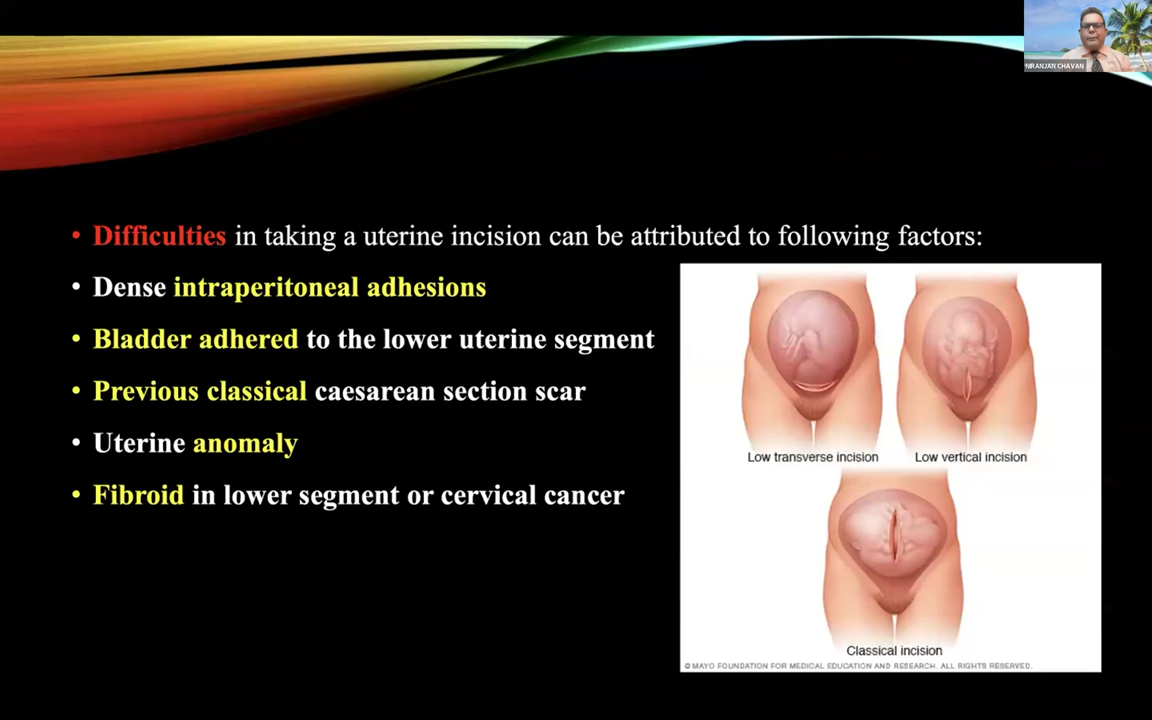 NIRANJAN CHAVAN
• Difficulties in taking a uterine incision can be attributed to following factors:
• Dense intraperitoneal adhesions
• Bladder adhered to the lower uterine segment
• Previous classical caesarean section scar
• Uterine anomaly
• Fibroid in lower segment or cervical cancer
Low transverse incision
Low vertical incision
Classical incision
© MAYO FOUNDATION FOR MEDICAL EDUCATION AND RESEARCH. ALL RIGHTS RESERVED.